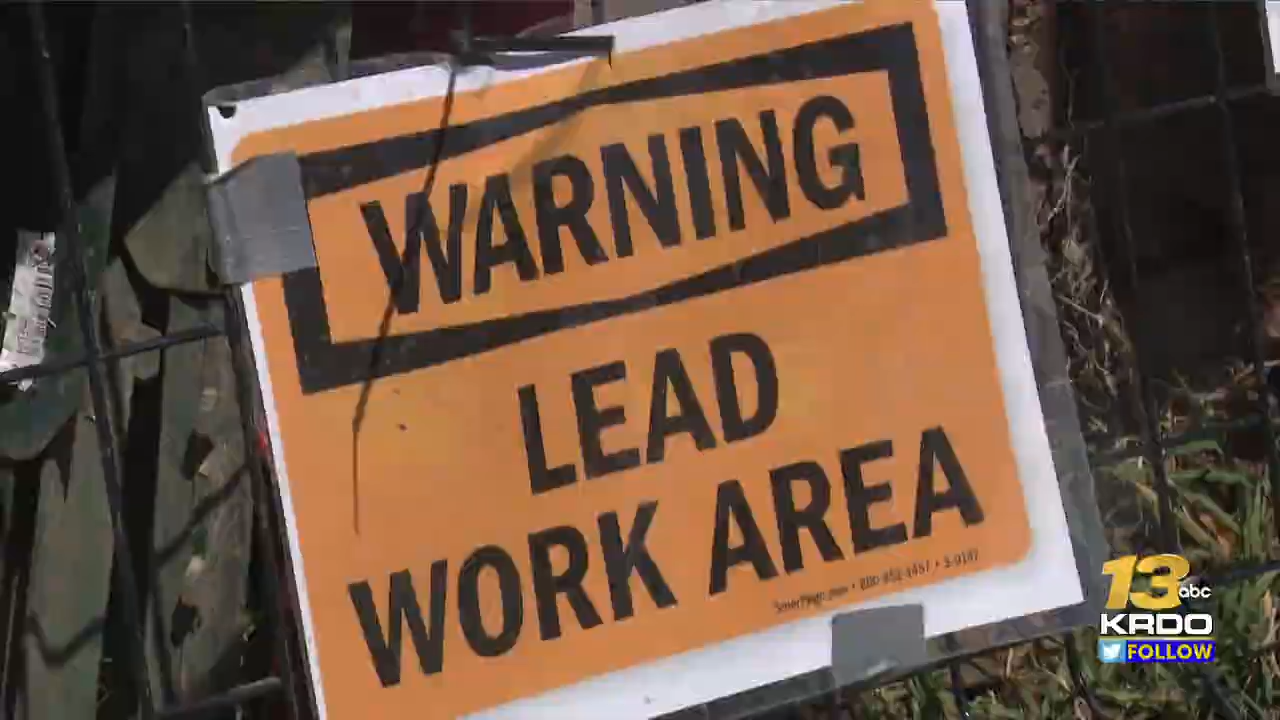 WARNING
LEAD
WORK AREA
13 abc
KRDO
FOLLOW